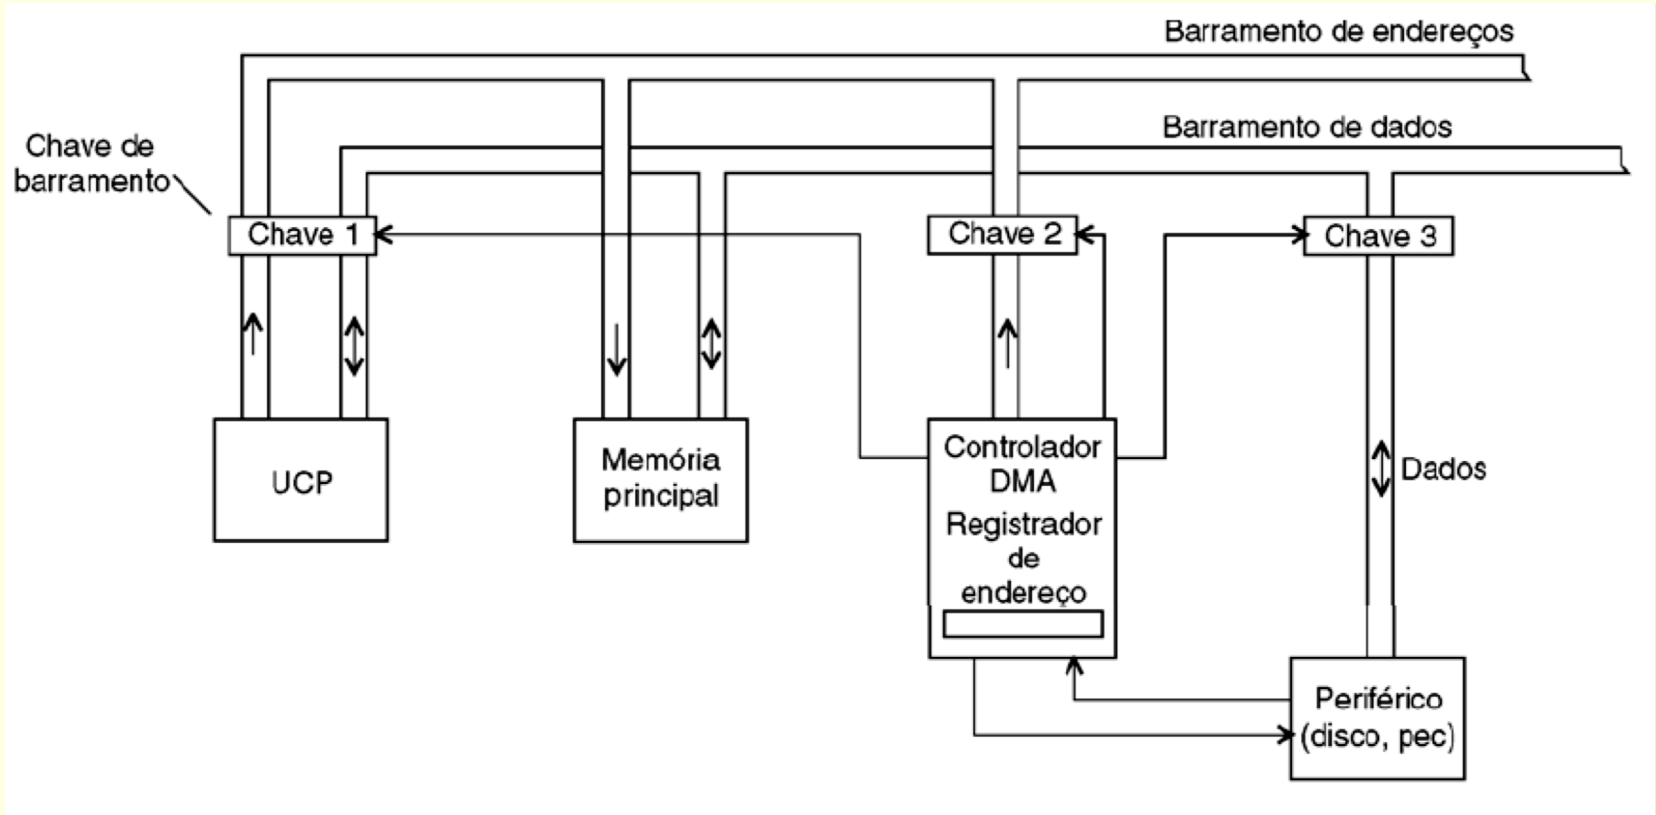 Barramento de endereços
Barramento de dados
Chave de
barramento
Chave 1
Chave 2
Chave 3
UCP
Memória
principal
Controlador
DMA
Registrador
de
endereço
Dados
Periférico
(disco, pec)